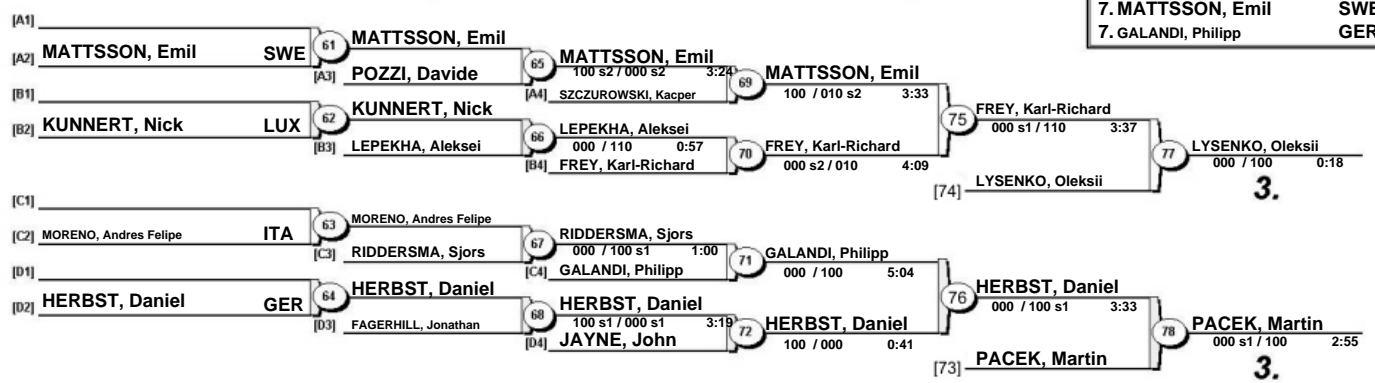 7. MATTSSON, Emil SWE
7. GALANDI, Philipp GER
[A1]
[A2] MATTSSON, Emil SWE
61 MATTSSON, Emil
[A3] POZZI, Davide
65 MATTSSON, Emil
100 s2 / 000 s2 3:24
[A4] SZCZUROWSKI, Kacper
69 MATTSSON, Emil
100 / 010 s2 3:33
[B1]
[B2] KUNNERT, Nick LUX
62 KUNNERT, Nick
[B3] LEPEKHA, Aleksei
66 LEPEKHA, Aleksei
000 / 110 0:57
[B4] FREY, Karl-Richard
70 FREY, Karl-Richard
000 s2 / 010 4:09
75 FREY, Karl-Richard
000 s1 / 110 3:37
[74] LYSENKO, Oleksii
77 LYSENKO, Oleksii
000 / 100 0:18
3.
[C1]
[C2] MORENO, Andres Felipe ITA
63 MORENO, Andres Felipe
[C3] RIDDERSMA, Sjors
67 RIDDERSMA, Sjors
000 / 100 s1 1:00
[C4] GALANDI, Philipp
71 GALANDI, Philipp
000 / 100 5:04
[D1]
[D2] HERBST, Daniel GER
64 HERBST, Daniel
[D3] FAGERHILL, Jonathan
68 HERBST, Daniel
100 s1 / 000 s1 3:19
[D4] JAYNE, John
72 HERBST, Daniel
100 / 000 0:41
76 HERBST, Daniel
000 / 100 s1 3:33
[73] PACEK, Martin
78 PACEK, Martin
000 s1 / 100 2:55
3.